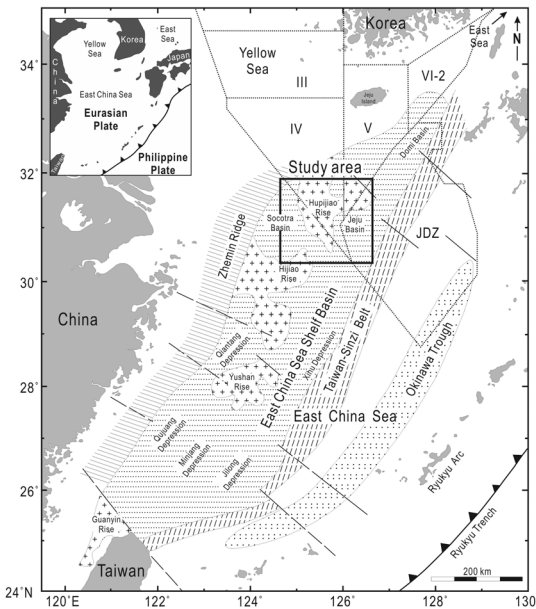 Korea
East
Sea
N
Yellow
Sea
Korea
East
Sea
Japan
China
East China Sea
Eurasian
Plate
Philippine
Plate
34°
32°
30°
28°
26°
24°N
Yellow
Sea
III
IV
V
VI-2
Jeju
Island
Domi Basin
Study area
Socotra
Basin
Hupijiao
Rise
Jeju
Basin
JDZ
Zhemin Ridge
Hijiao
Rise
China
Qiantang
Depression
East China Sea Shelf Basin
Xihu Depression
Taiwan-Sinzi Belt
Okinawa Trough
Yushan
Rise
East China Sea
Qiujiang
Depression
Minjang
Depression
Jilong
Depression
Ryukyu Arc
Guanyin
Rise
Ryukyu Trench
Taiwan
200 km
120°E
122°
124°
126°
128°
130